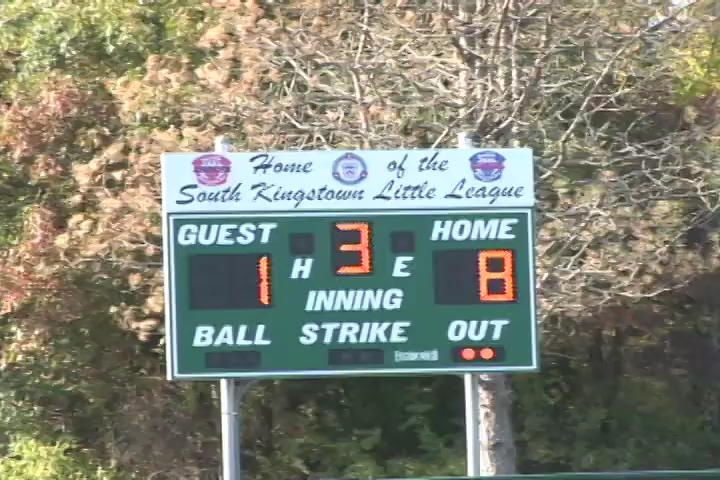 Home of the
South Kingstown Little League
GUEST 3 HOME
1 H E 8
INNING
BALL STRIKE OUT